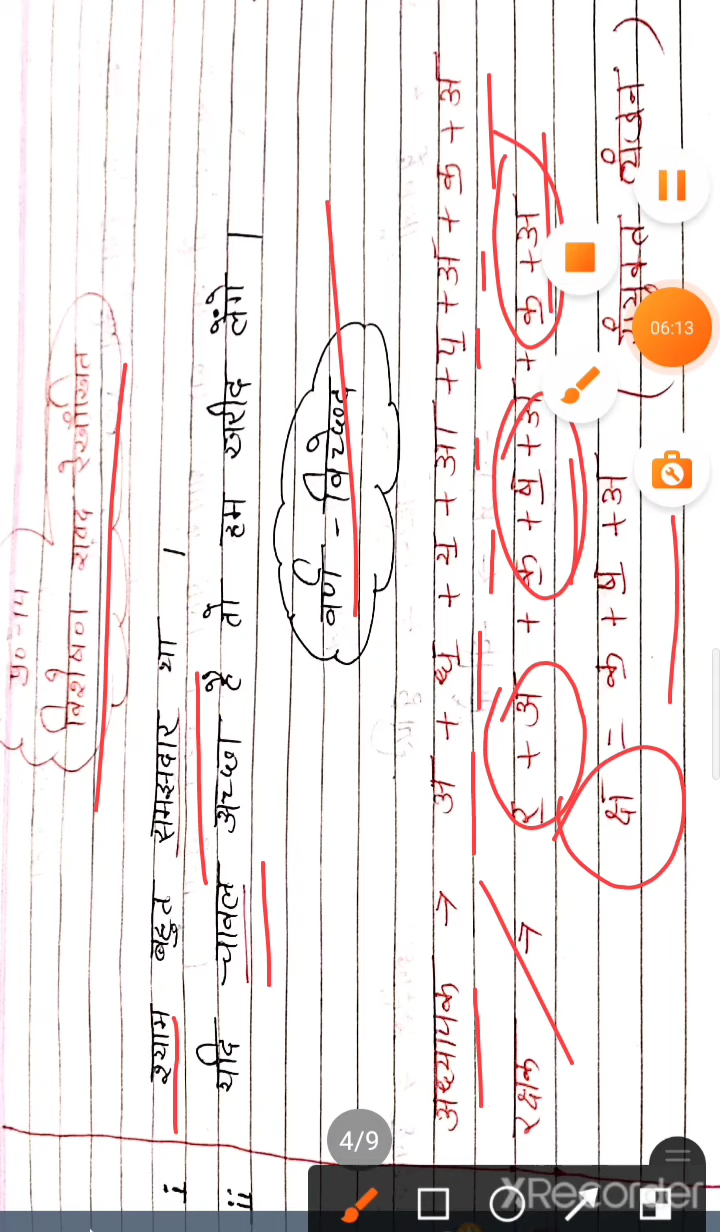 प्र०-14
विशेषण शब्द रेखांकित
i श्याम बहुत समझदार था ।
ii यदि चावल अच्छा है तो हम खरीद लेंगे ।
वर्ण - विच्छेद
अध्यापक → अ + ध् + य् + आ + प् + अ + क् + अ
रक्षक → र् + अ + क् + ष् + अ + क् + अ
क्ष = क् + ष् + अ ( संयुक्त व्यंजन )
06:13
4/9
XRecorder